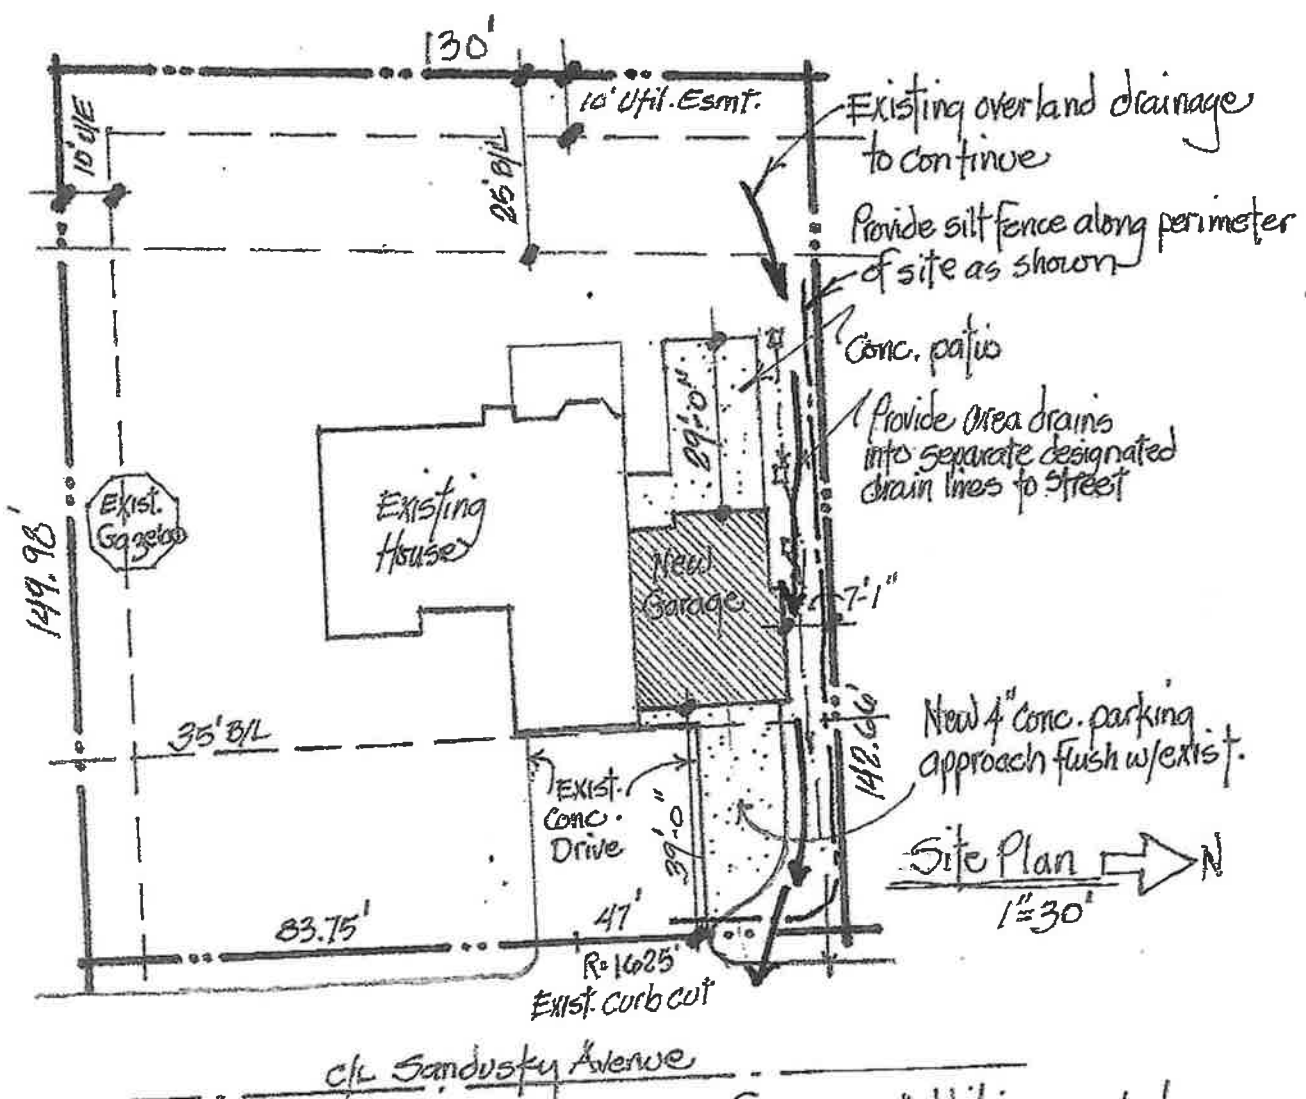 130'
10' Util. Esmt.
10' U/E
25' B/L
Existing overland drainage
to continue
Provide silt fence along perimeter
of site as shown
Conc. patio
29'-0"
Provide area drains
into separate designated
drain lines to street
Exist.
Gazebo
Existing
House
New
Garage
7'-1"
149.98'
35' B/L
142.66'
New 4" Conc. parking
approach flush w/exist.
Exist.
Conc.
Drive
39'-0"
Site Plan
N
1"=30'
83.75'
47'
R=1625'
Exist. curb cut
C/L Sandusky Avenue